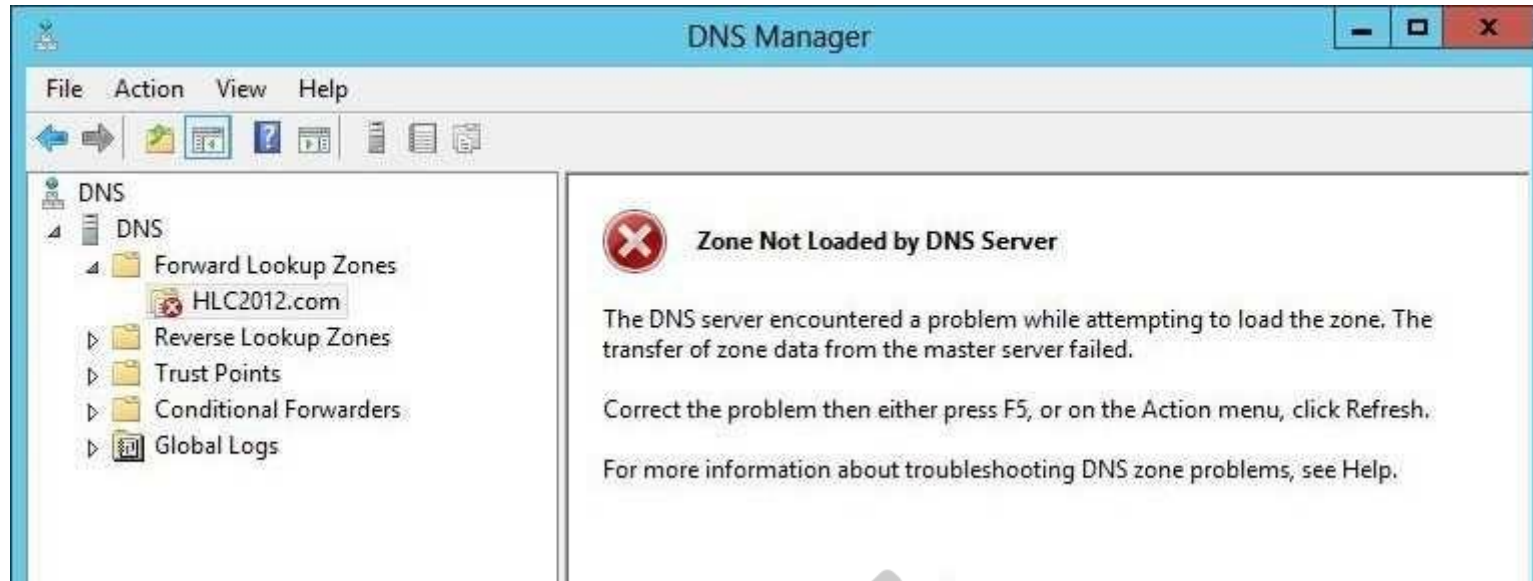 DNS Manager
File Action View Help
DNS
DNS
Forward Lookup Zones
HLC2012.com
Reverse Lookup Zones
Trust Points
Conditional Forwarders
Global Logs
Zone Not Loaded by DNS Server
The DNS server encountered a problem while attempting to load the zone. The
transfer of zone data from the master server failed.
Correct the problem then either press F5, or on the Action menu, click Refresh.
For more information about troubleshooting DNS zone problems, see Help.